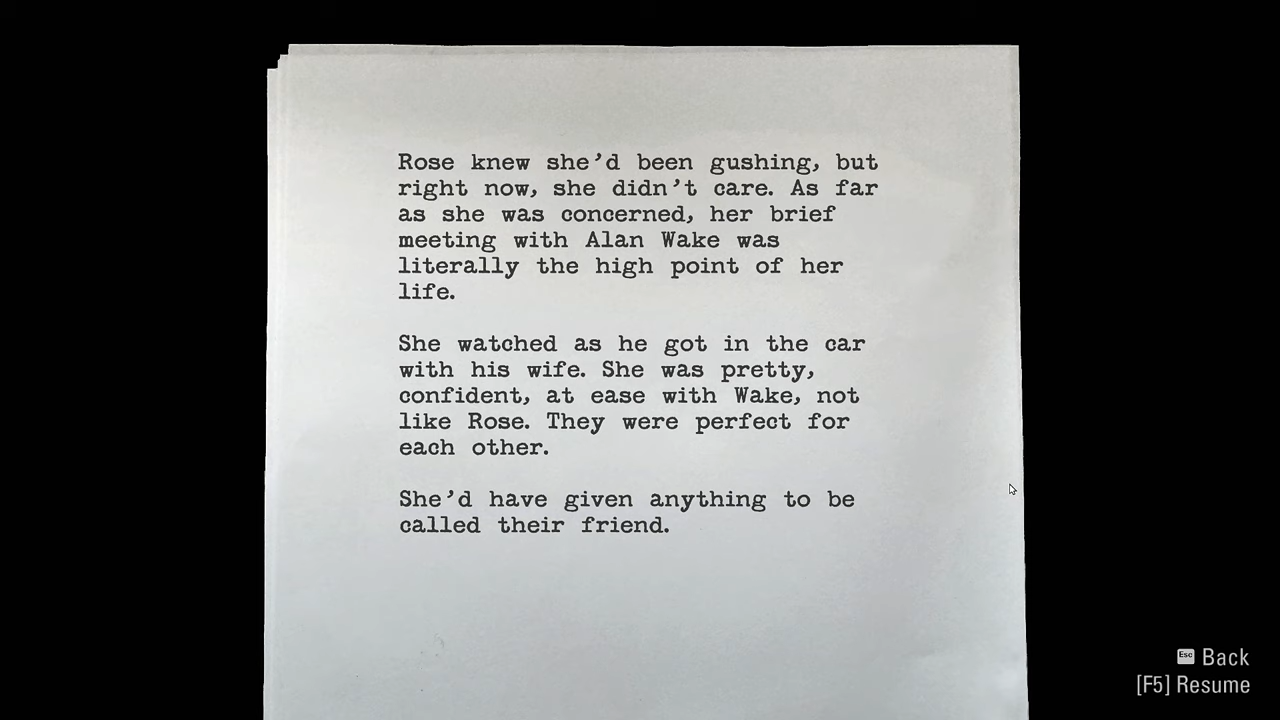 Rose knew she’d been gushing, but
right now, she didn’t care. As far
as she was concerned, her brief
meeting with Alan Wake was
literally the high point of her
life.
She watched as he got in the car
with his wife. She was pretty,
confident, at ease with Wake, not
like Rose. They were perfect for
each other.
She’d have given anything to be
called their friend.
Esc Back
[F5] Resume